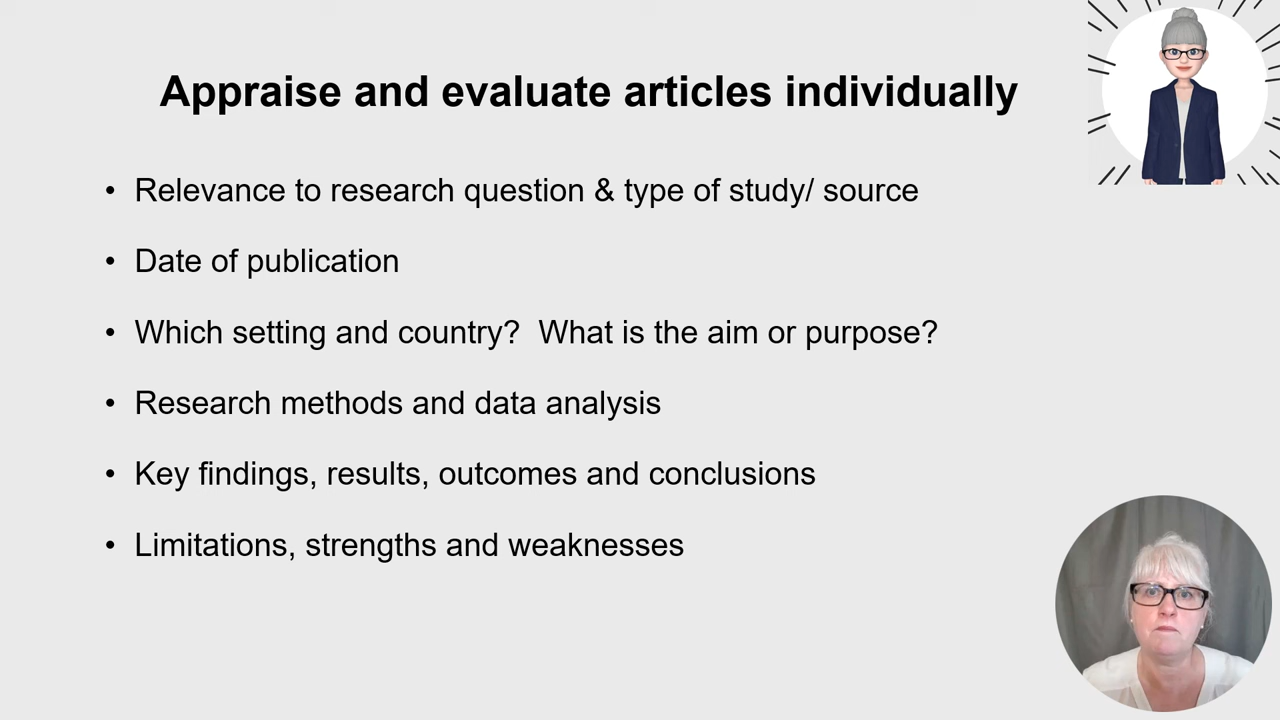 Appraise and evaluate articles individually
• Relevance to research question & type of study/ source
• Date of publication
• Which setting and country?  What is the aim or purpose?
• Research methods and data analysis
• Key findings, results, outcomes and conclusions
• Limitations, strengths and weaknesses